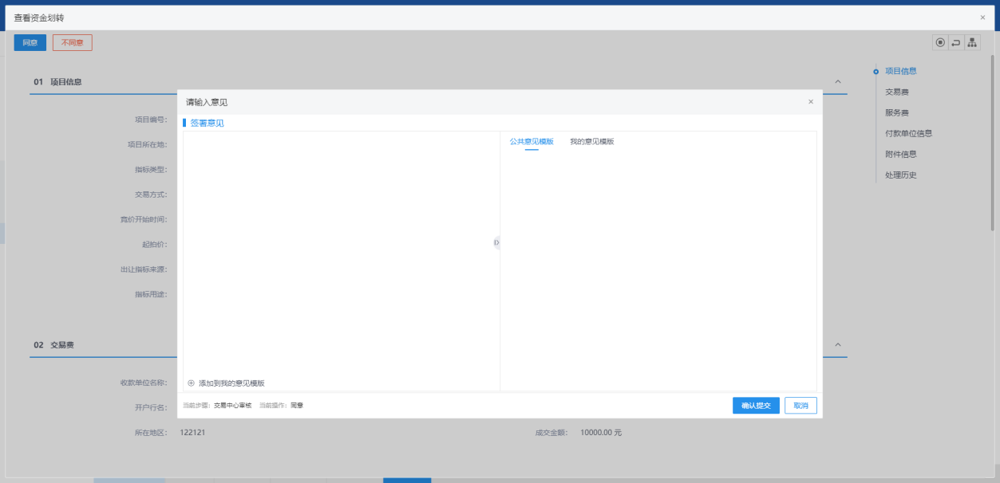 查看资金划转
同意 不同意
01 项目信息
项目编号:
项目所在地:
指标类型:
交易方式:
竞价开始时间:
起拍价:
出让指标来源:
指标用途:
02 交易费
收款单位名称:
开户行名:
所在地区: 122121 成交金额: 10000.00 元
请输入意见
签署意见
公共意见模版 我的意见模版
添加到我的意见模版
当前步骤: 交易中心审核 当前操作: 同意
确认提交 取消
项目信息
交易费
服务费
付款单位信息
附件信息
处理历史